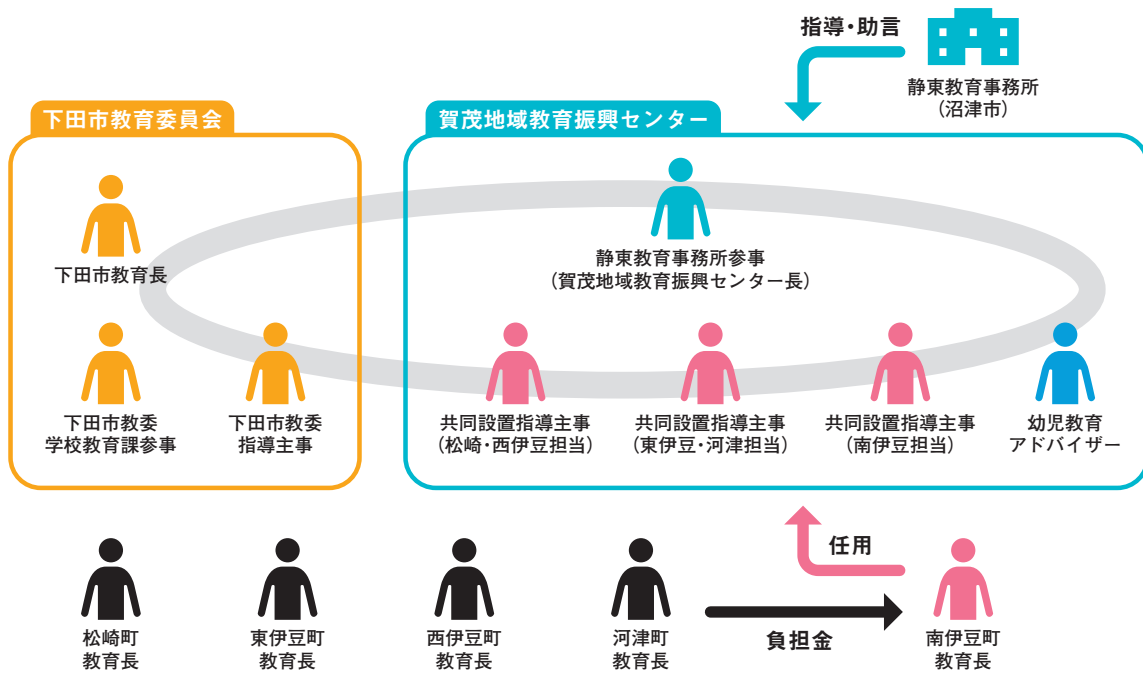 指導・助言
静東教育事務所
(沼津市)
下田市教育委員会
賀茂地域教育振興センター
下田市教育長
静東教育事務所参事
(賀茂地域教育振興センター長)
下田市教委
学校教育課参事
下田市教委
指導主事
共同設置指導主事
(松崎・西伊豆担当)
共同設置指導主事
(東伊豆・河津担当)
共同設置指導主事
(南伊豆担当)
幼児教育
アドバイザー
任用
松崎町
教育長
東伊豆町
教育長
西伊豆町
教育長
河津町
教育長
負担金
南伊豆町
教育長